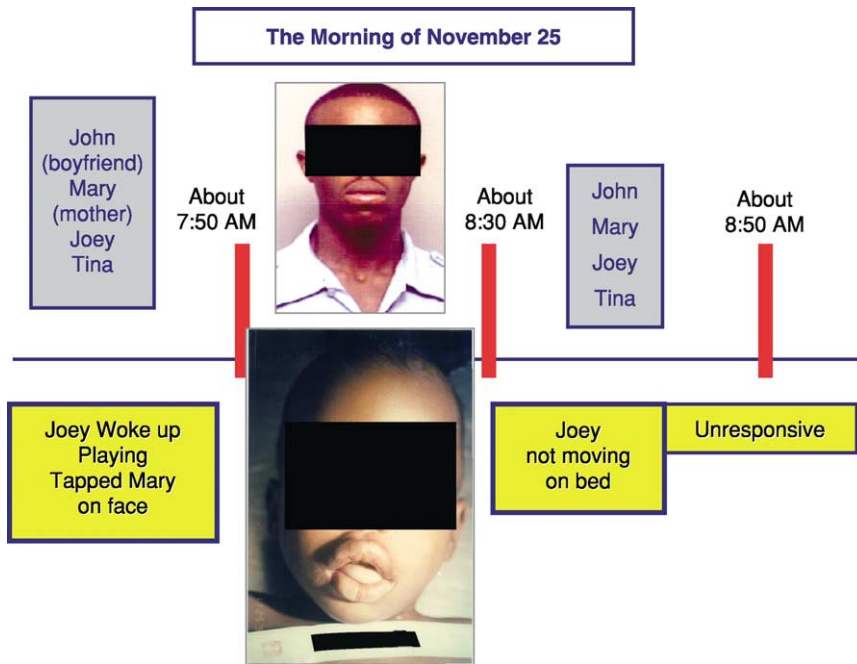 The Morning of November 25
John
(boyfriend)
Mary
(mother)
Joey
Tina
About
7:50 AM
About
8:30 AM
John
Mary
Joey
Tina
About
8:50 AM
Joey Woke up
Playing
Tapped Mary
on face
Joey
not moving
on bed
Unresponsive